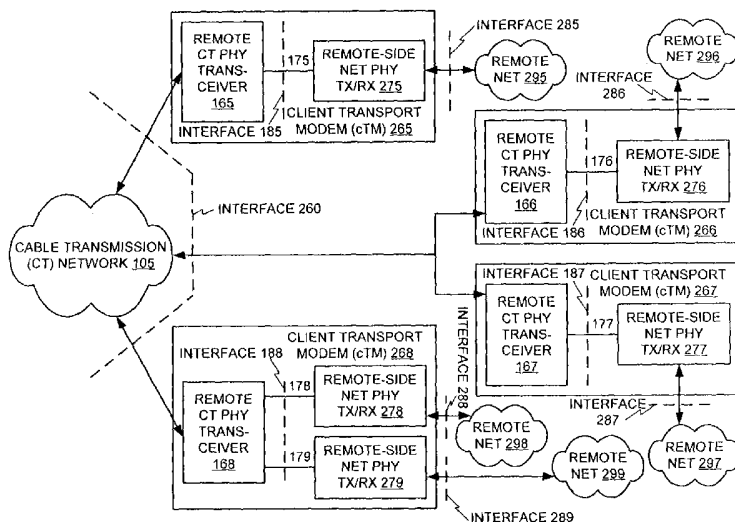 REMOTE
CT PHY
TRANS-
CEIVER
165
175
REMOTE-SIDE
NET PHY
TX/RX 275
INTERFACE 185
CLIENT TRANSPORT
MODEM (cTM) 265
INTERFACE 285
REMOTE
NET 295
REMOTE
NET 296
INTERFACE
286
REMOTE
CT PHY
TRANS-
CEIVER
166
176
REMOTE-SIDE
NET PHY
TX/RX 276
INTERFACE 186
CLIENT TRANSPORT
MODEM (cTM) 266
INTERFACE 260
CABLE TRANSMISSION
(CT) NETWORK 105
INTERFACE 187
CLIENT TRANSPORT
MODEM (cTM) 267
REMOTE
CT PHY
TRANS-
CEIVER
167
177
REMOTE-SIDE
NET PHY
TX/RX 277
INTERFACE
287
REMOTE
NET 297
CLIENT TRANSPORT
MODEM (cTM) 268
INTERFACE 188
REMOTE
CT PHY
TRANS-
CEIVER
168
178
REMOTE-SIDE
NET PHY
TX/RX 278
179
REMOTE-SIDE
NET PHY
TX/RX 279
INTERFACE 288
REMOTE
NET 298
REMOTE
NET 299
INTERFACE 289